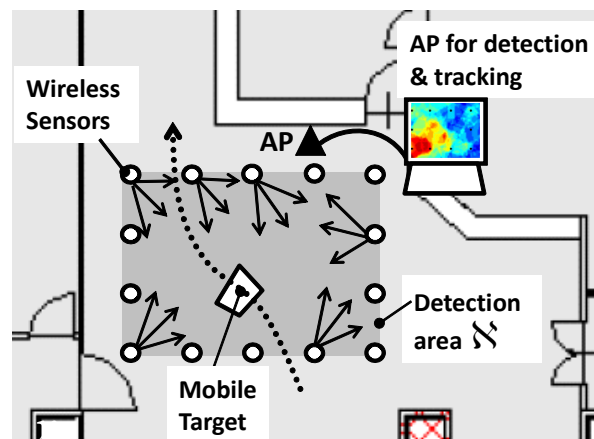 AP for detection
& tracking
Wireless
Sensors
AP
Detection
area ℵ
Mobile
Target